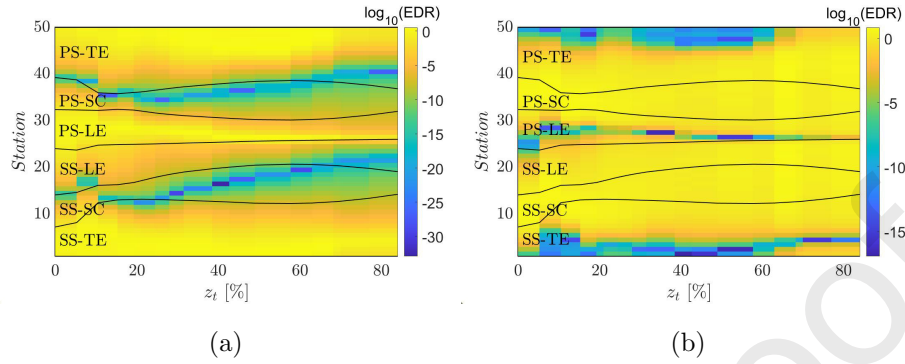 log10(EDR)
50
40
30
20
10
Station
PS-TE
PS-SC
PS-LE
SS-LE
SS-SC
SS-TE
0
-5
-10
-15
-20
-25
-30
0 20 40 60 80
z_t [%]
(a)
log10(EDR)
50
40
30
20
10
Station
PS-TE
PS-SC
PS-LE
SS-LE
SS-SC
SS-TE
0
-5
-10
-15
0 20 40 60 80
z_t [%]
(b)